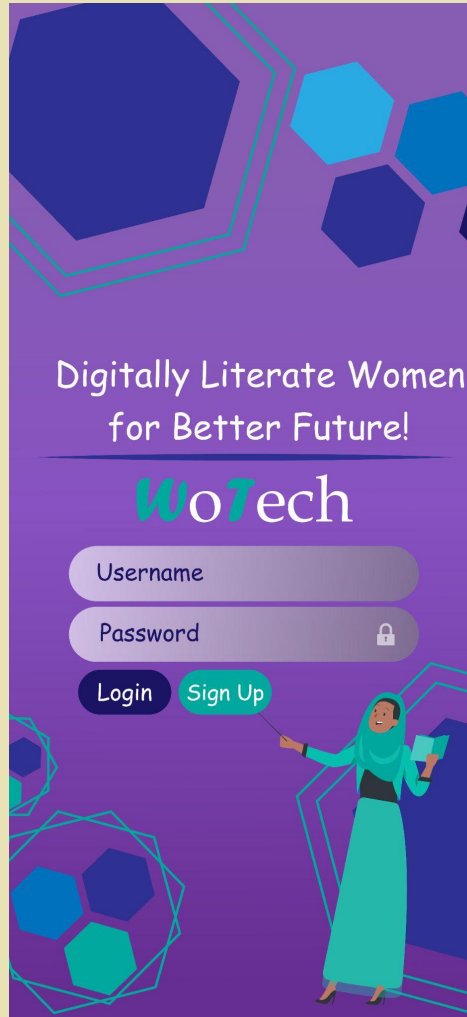 Digitally Literate Women
for Better Future!
WoTech
Username
Password
Login Sign Up